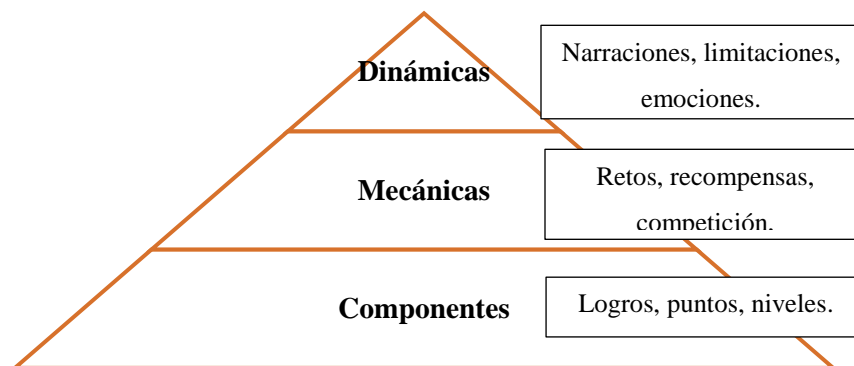 Dinámicas
Narraciones, limitaciones,
emociones.
Mecánicas
Retos, recompensas,
competición.
Componentes
Logros, puntos, niveles.